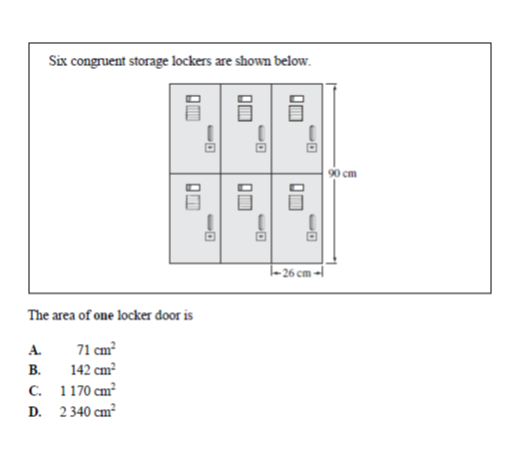 Six congruent storage lockers are shown below.
90 cm
26 cm
The area of one locker door is
A. 71 cm²
B. 142 cm²
C. 1 170 cm²
D. 2 340 cm²